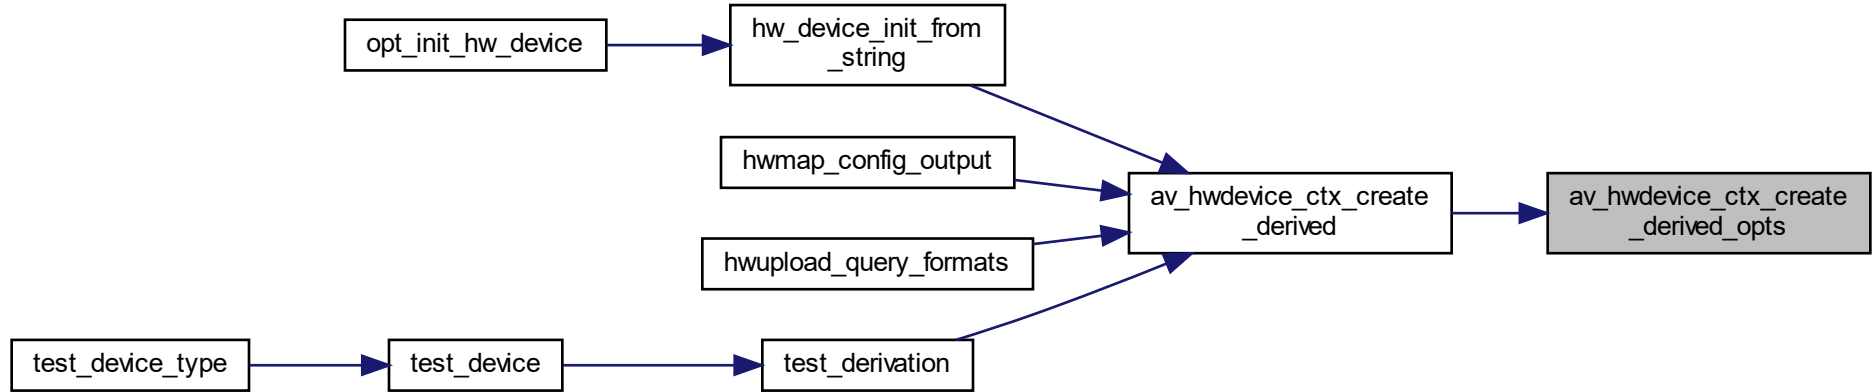 opt_init_hw_device
hw_device_init_from
_string
hwmap_config_output
hwupload_query_formats
test_device_type
test_device
test_derivation
av_hwdevice_ctx_create
_derived
av_hwdevice_ctx_create
_derived_opts